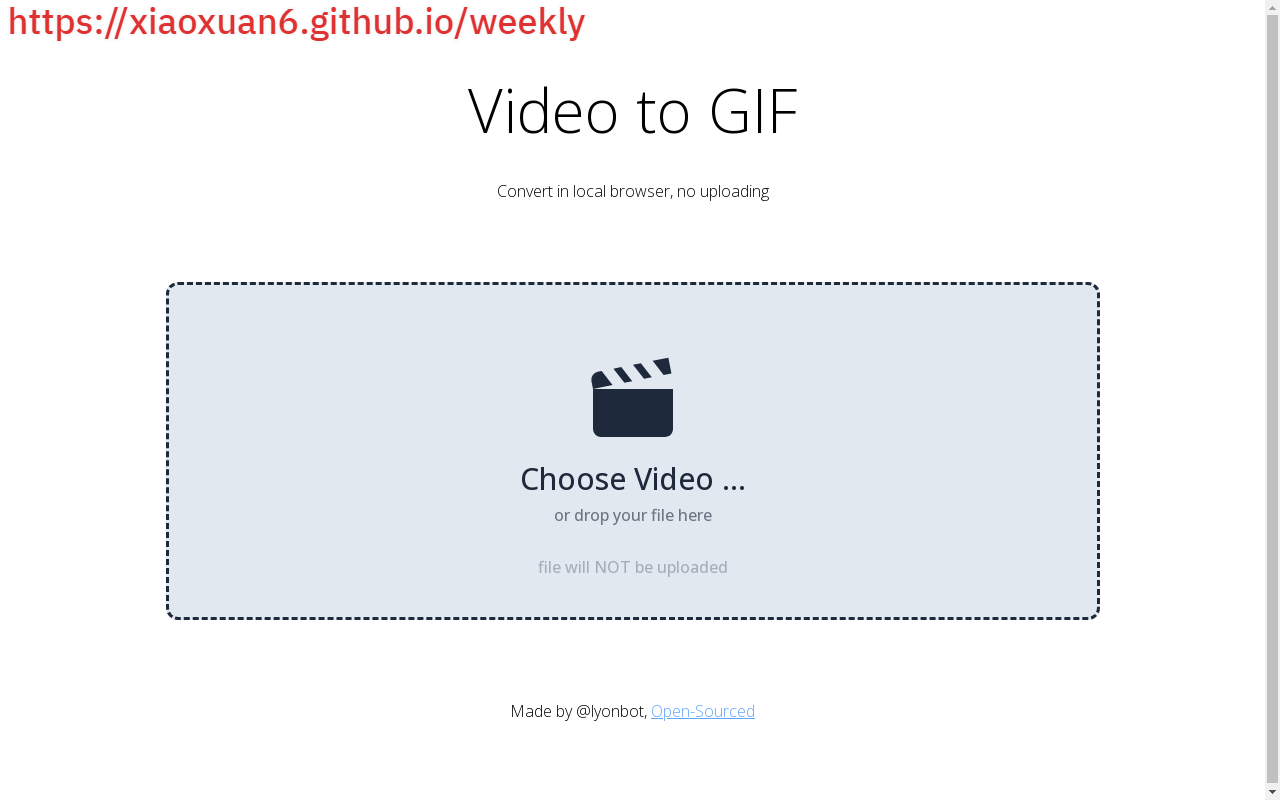 https://xiaoxuan6.github.io/weekly
Video to GIF
Convert in local browser, no uploading
Choose Video ...
or drop your file here
file will NOT be uploaded
Made by @lyonbot, Open-Sourced